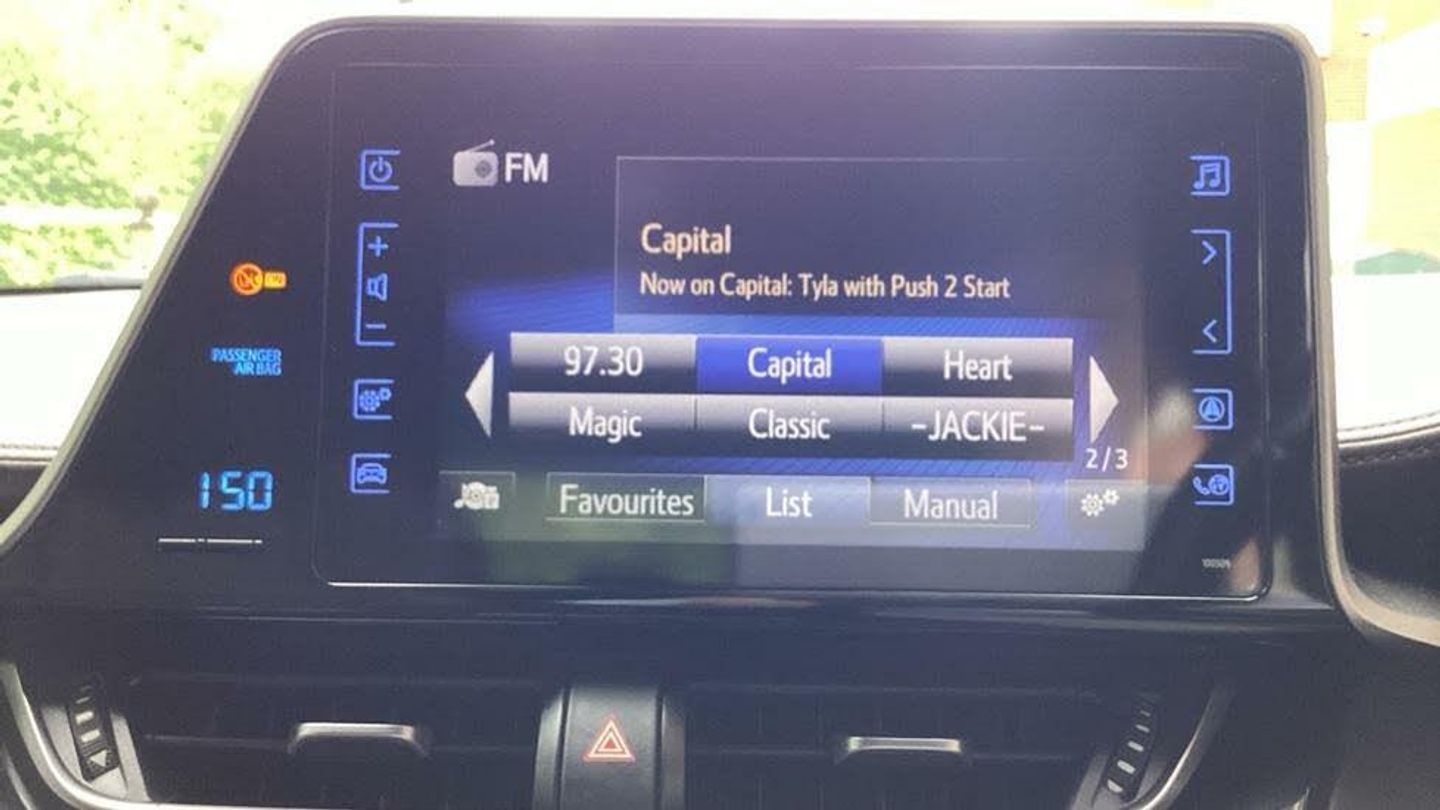 FM
Capital
Now on Capital: Tyla with Push 2 Start
97.30 Capital Heart
Magic Classic -JACKIE-
2/3
Favourites List Manual
PASSENGER
AIR BAG
150